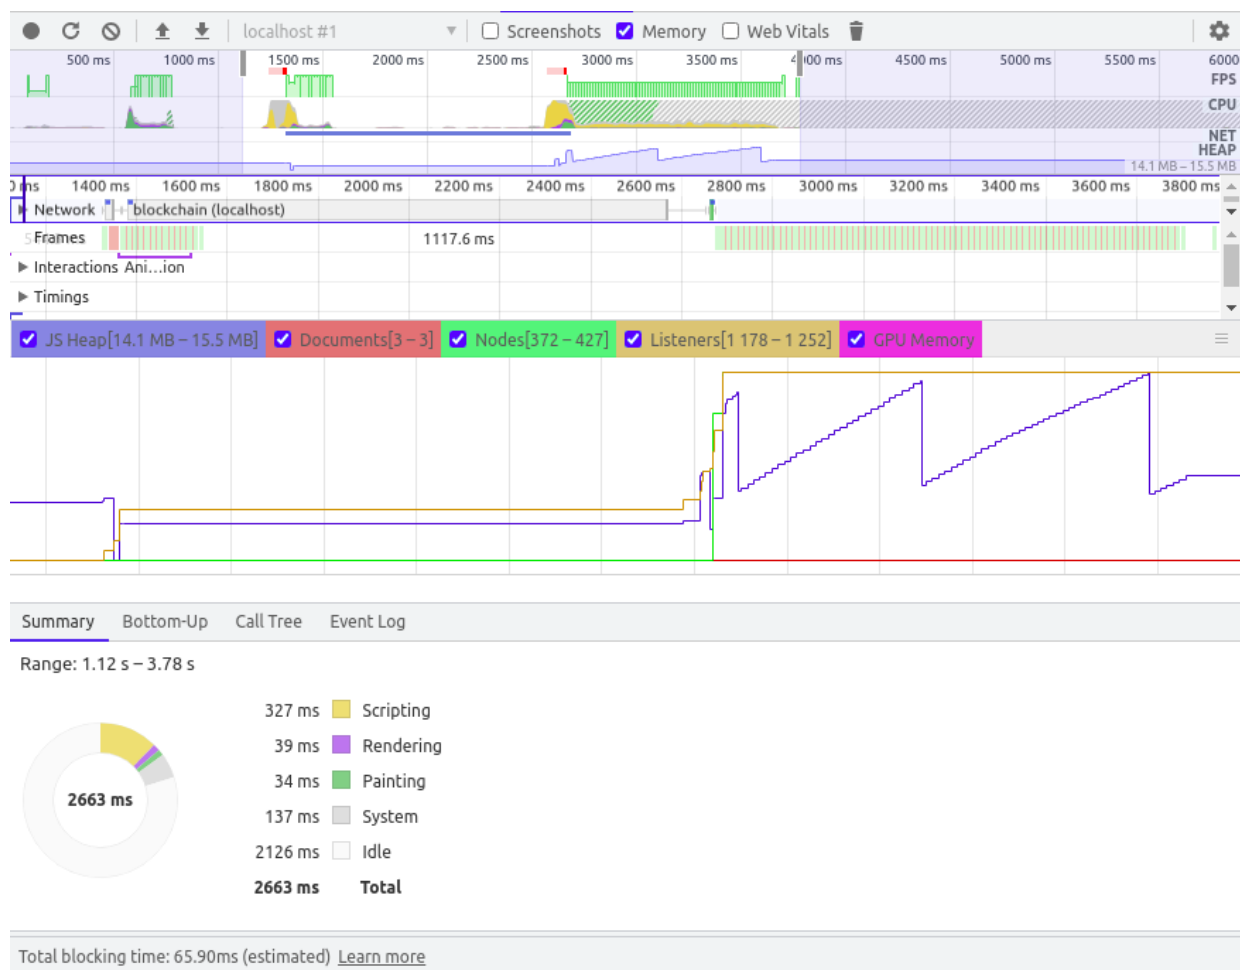 localhost #1 Screenshots Memory Web Vitals
500 ms 1000 ms 1500 ms 2000 ms 2500 ms 3000 ms 3500 ms 4500 ms 5000 ms 5500 ms 6000
FPS
CPU
NET
HEAP
14.1 MB – 15.5 MB
ms 1400 ms 1600 ms 1800 ms 2000 ms 2200 ms 2400 ms 2600 ms 2800 ms 3000 ms 3200 ms 3400 ms 3600 ms 3800 ms
Network blockchain (localhost)
Frames 1117.6 ms
Interactions Ani…ion
Timings
JS Heap[14.1 MB – 15.5 MB] Documents[3 – 3] Nodes[372 – 427] Listeners[1 178 – 1 252] GPU Memory
Summary Bottom-Up Call Tree Event Log
Range: 1.12 s – 3.78 s
327 ms Scripting
39 ms Rendering
34 ms Painting
2663 ms
137 ms System
2126 ms Idle
2663 ms Total
Total blocking time: 65.90ms (estimated) Learn more